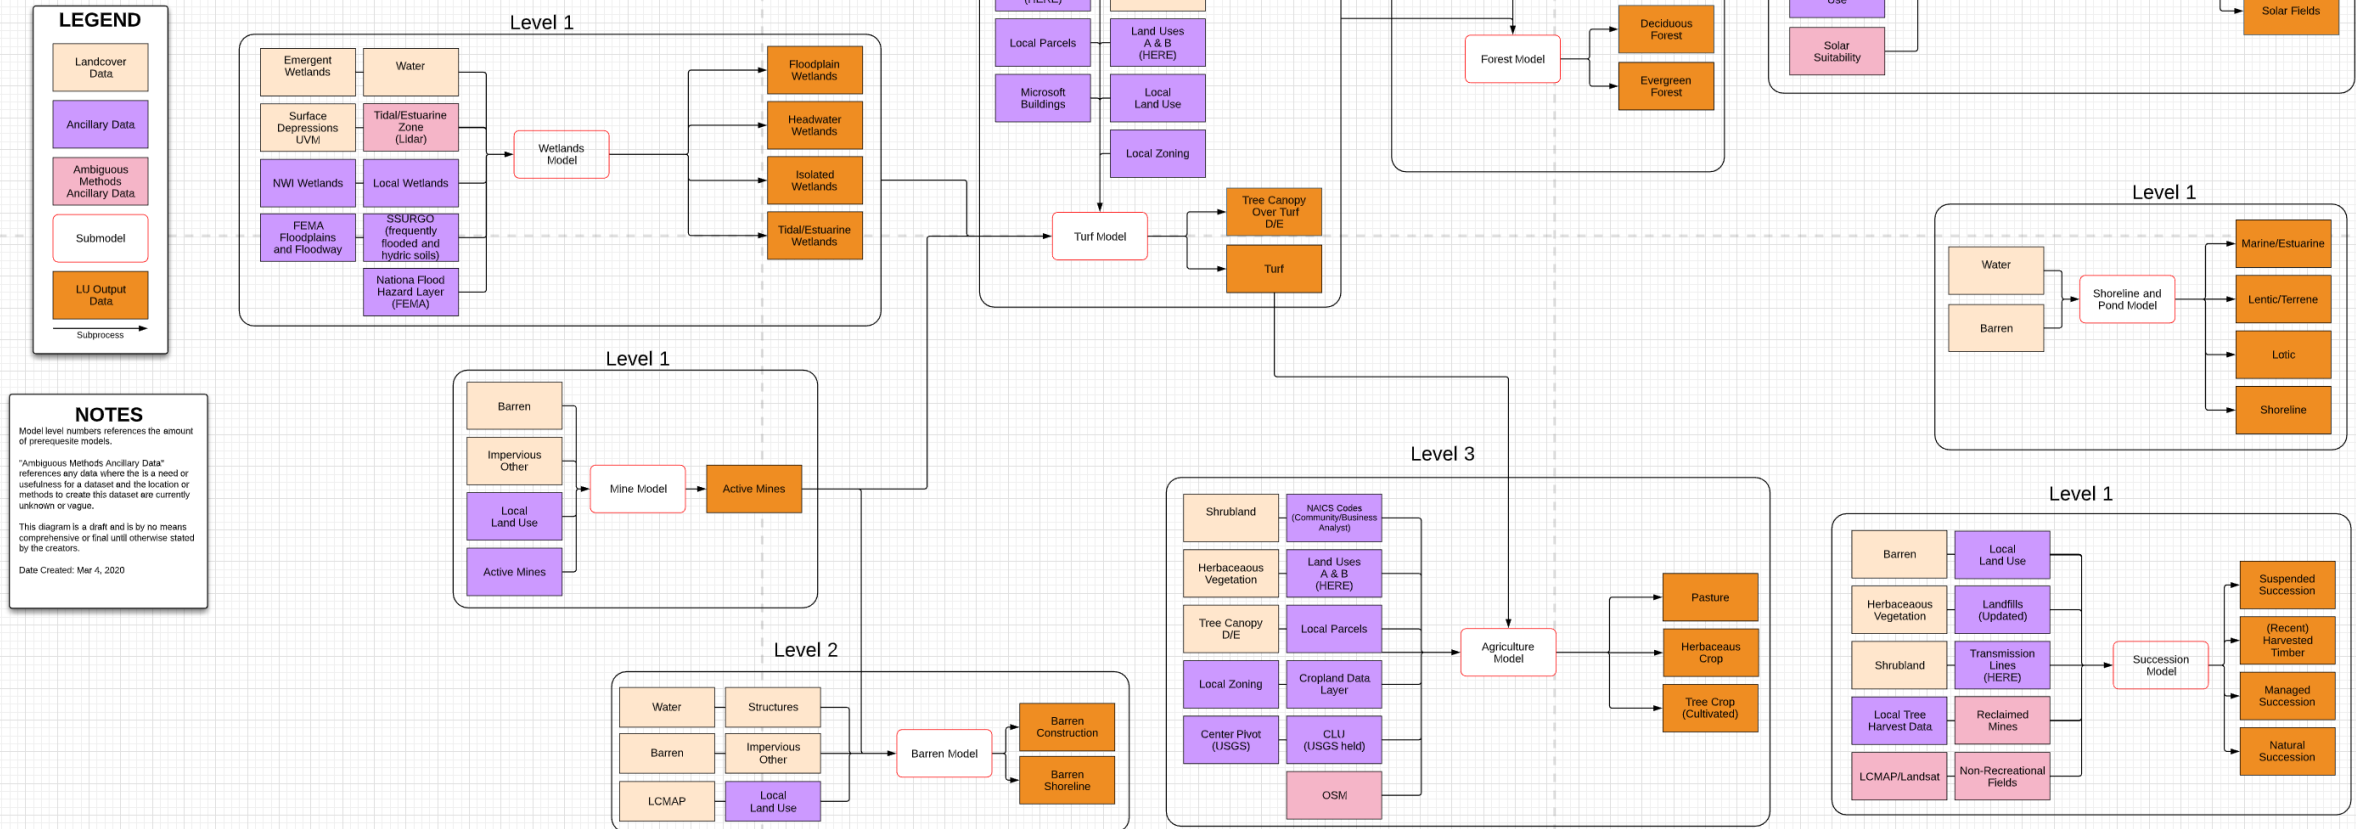 LEGEND
Landcover
Data
Ancillary Data
Ambiguous
Methods
Ancillary Data
Submodel
LU Output
Data
Subprocess
NOTES
Model level numbers references the amount
of prerequesite models.
"Ambiguous Methods Ancillary Data"
references any data where the is a need or
usefulness for a dataset and the location or
methods to create this dataset are currently
unknown or vague.
This diagram is a draft and is by no means
comprehensive or final until otherwise stated
by the creators.
Date Created: Mar 4, 2020
Level 1
Emergent
Wetlands
Water
Surface
Depressions
UVM
Tidal/Estuarine
Zone
(Lidar)
NWI Wetlands
Local Wetlands
FEMA
Floodplains
and Floodway
SSURGO
(frequently
flooded and
hydric soils)
Nationa Flood
Hazard Layer
(FEMA)
Wetlands
Model
Floodplain
Wetlands
Headwater
Wetlands
Isolated
Wetlands
Tidal/Estuarine
Wetlands
(HERE)
Local Parcels
Land Uses
A & B
(HERE)
Microsoft
Buildings
Local
Land Use
Local Zoning
Turf Model
Tree Canopy
Over Turf
D/E
Turf
Forest Model
Deciduous
Forest
Evergreen
Forest
Use
Solar
Suitability
Solar Fields
Level 1
Water
Barren
Shoreline and
Pond Model
Marine/Estuarine
Lentic/Terrene
Lotic
Shoreline
Level 1
Barren
Impervious
Other
Local
Land Use
Active Mines
Mine Model
Active Mines
Level 2
Water
Structures
Barren
Impervious
Other
LCMAP
Local
Land Use
Barren Model
Barren
Construction
Barren
Shoreline
Level 3
Shrubland
NAICS Codes
(Community/Business
Analyst)
Herbaceaous
Vegetation
Land Uses
A & B
(HERE)
Tree Canopy
D/E
Local Parcels
Local Zoning
Cropland Data
Layer
Center Pivot
(USGS)
CLU
(USGS held)
OSM
Agriculture
Model
Pasture
Herbaceaus
Crop
Tree Crop
(Cultivated)
Level 1
Barren
Local
Land Use
Herbaceaous
Vegetation
Landfills
(Updated)
Shrubland
Transmission
Lines
(HERE)
Local Tree
Harvest Data
Reclaimed
Mines
LCMAP/Landsat
Non-Recreational
Fields
Succession
Model
Suspended
Succession
(Recent)
Harvested
Timber
Managed
Succession
Natural
Succession